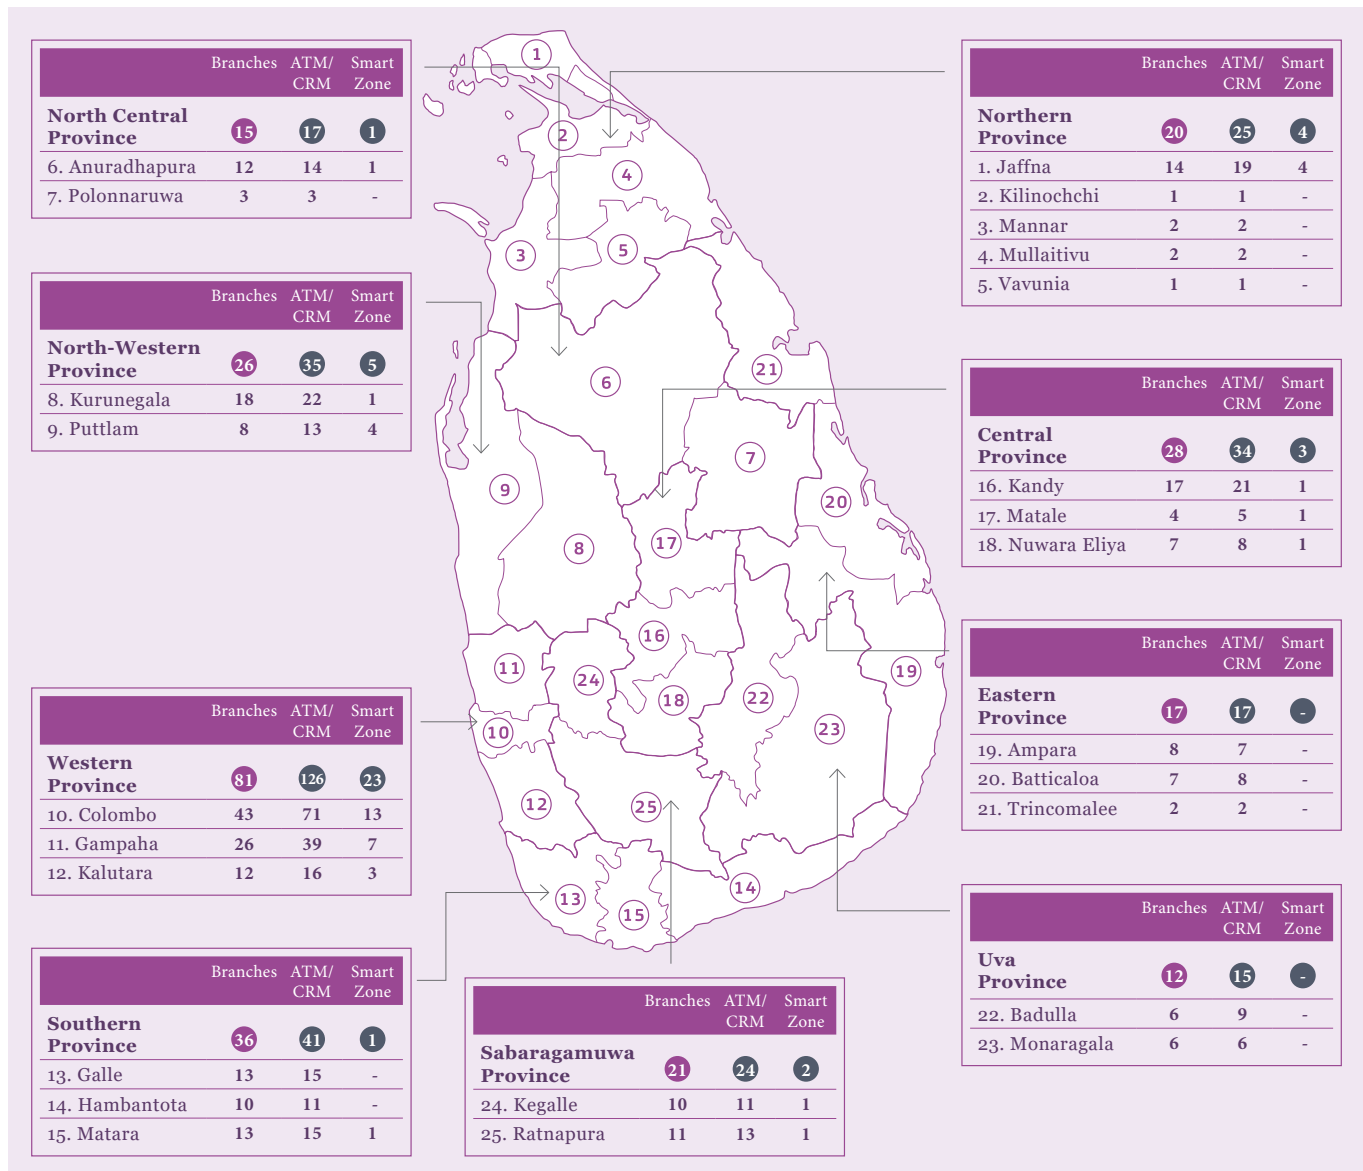 Branches ATM/ Smart
CRM Zone
North Central
Province 15 17 1
6. Anuradhapura 12 14 1
7. Polonnaruwa 3 3 -
Branches ATM/ Smart
CRM Zone
North-Western
Province 26 35 5
8. Kurunegala 18 22 1
9. Puttlam 8 13 4
Branches ATM/ Smart
CRM Zone
Western
Province 81 126 23
10. Colombo 43 71 13
11. Gampaha 26 39 7
12. Kalutara 12 16 3
Branches ATM/ Smart
CRM Zone
Southern
Province 36 41 1
13. Galle 13 15 -
14. Hambantota 10 11 -
15. Matara 13 15 1
1
2
4
3
5
6
21
7
9
20
8
17
16
11
19
24
18
22
10
23
12
25
14
13
15
Branches ATM/ Smart
CRM Zone
Sabaragamuwa
Province 21 24 2
24. Kegalle 10 11 1
25. Ratnapura 11 13 1
Branches ATM/ Smart
CRM Zone
Northern
Province 20 25 4
1. Jaffna 14 19 4
2. Kilinochchi 1 1 -
3. Mannar 2 2 -
4. Mullaitivu 2 2 -
5. Vavunia 1 1 -
Branches ATM/ Smart
CRM Zone
Central
Province 28 34 3
16. Kandy 17 21 1
17. Matale 4 5 1
18. Nuwara Eliya 7 8 1
Branches ATM/ Smart
CRM Zone
Eastern
Province 17 17 -
19. Ampara 8 7 -
20. Batticaloa 7 8 -
21. Trincomalee 2 2 -
Branches ATM/ Smart
CRM Zone
Uva
Province 12 15 -
22. Badulla 6 9 -
23. Monaragala 6 6 -